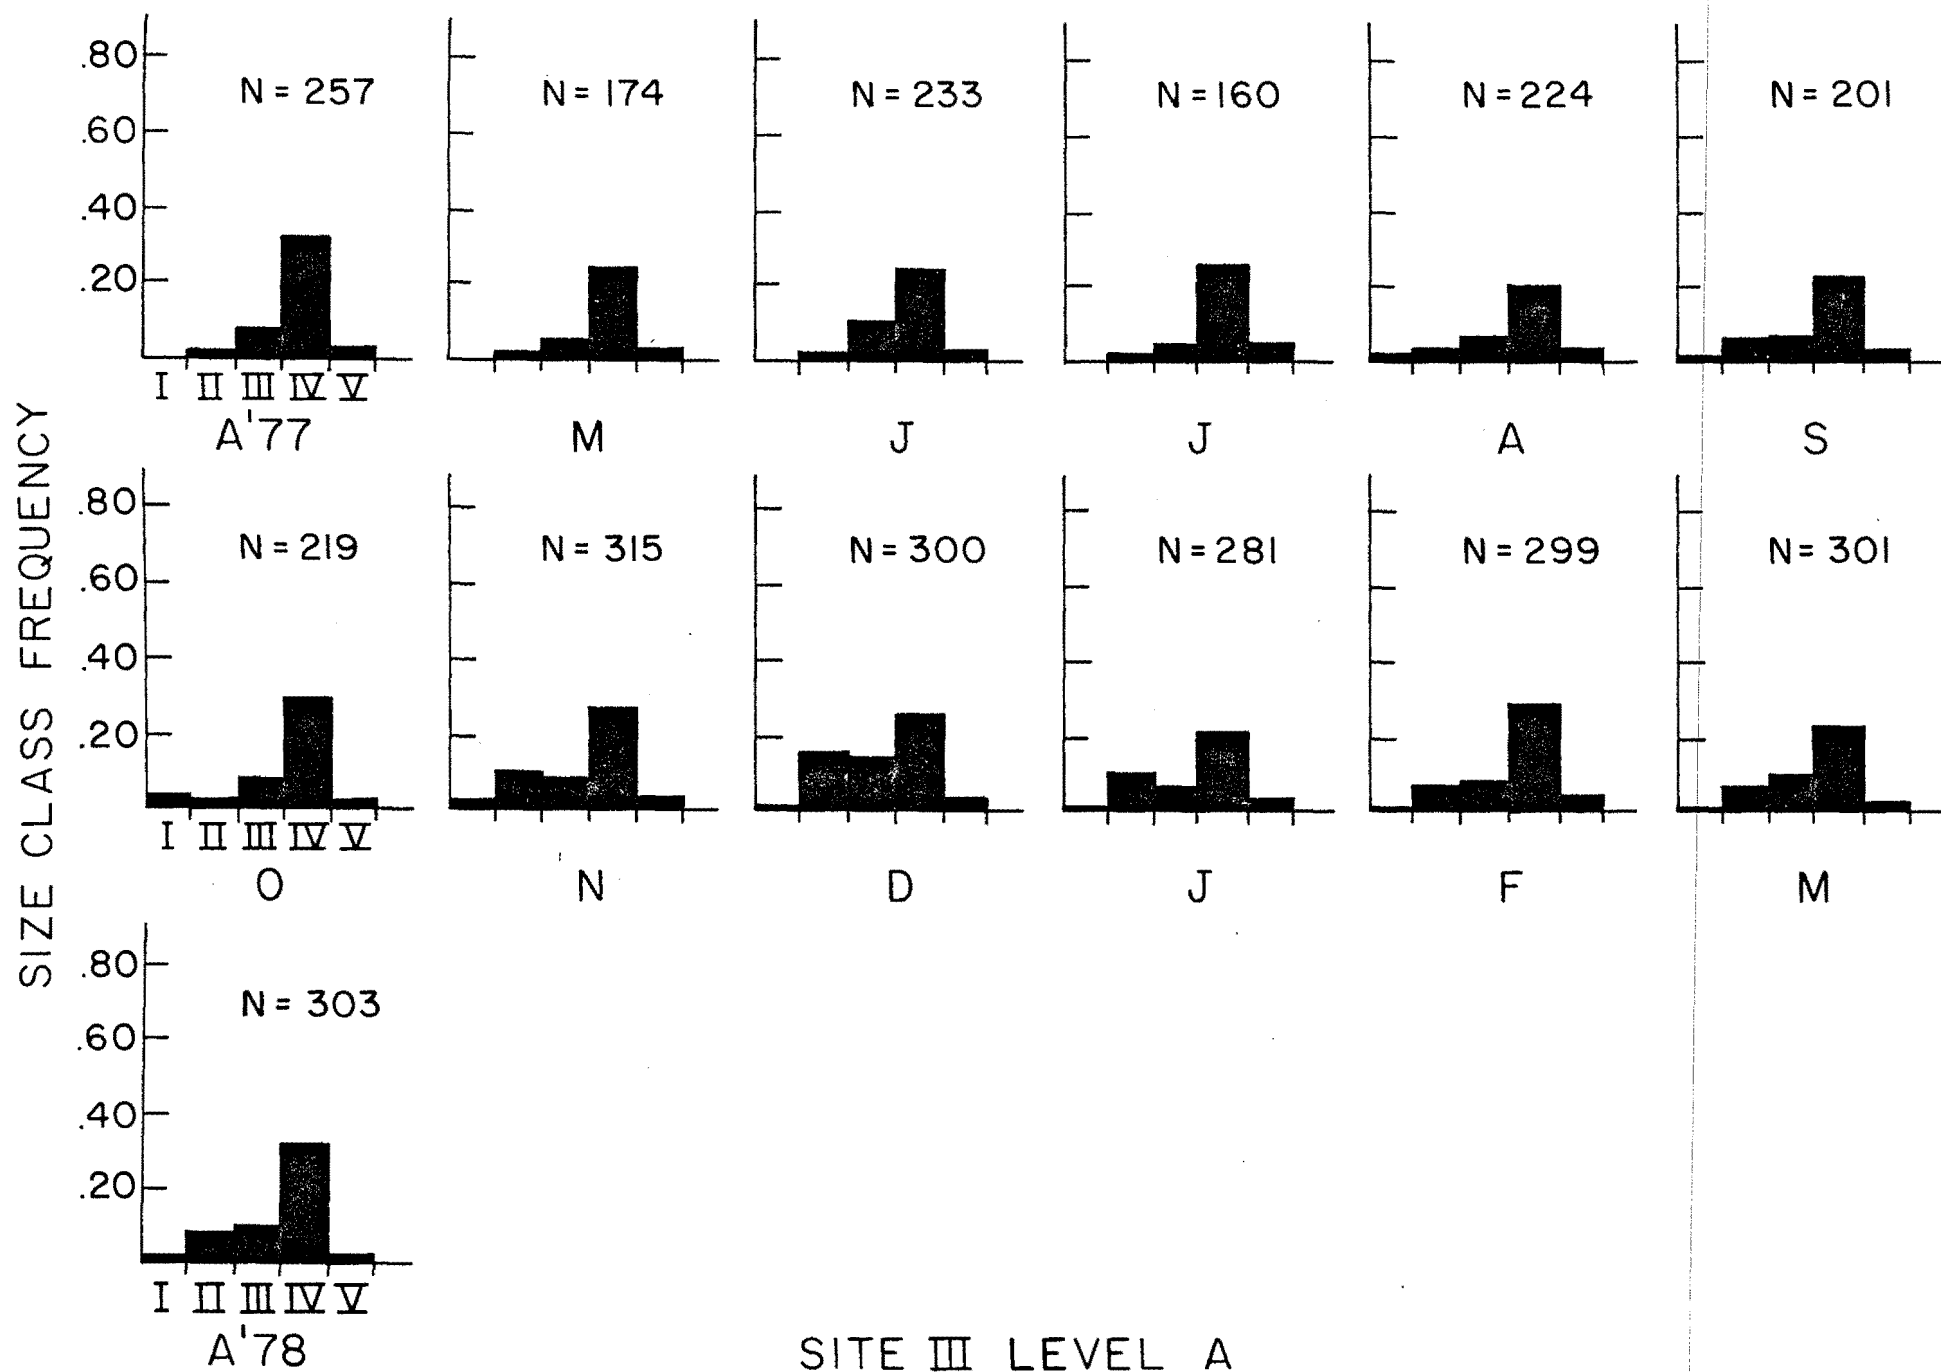 .80
N = 257 N = 174 N = 233 N = 160 N = 224 N = 201
.60
.40
.20
I II III IV V
A'77 M J J A S
SIZE CLASS FREQUENCY
.80
N = 219 N = 315 N = 300 N = 281 N = 299 N = 301
.60
.40
.20
I II III IV V
O N D J F M
.80
N = 303
.60
.40
.20
I II III IV V
A'78
SITE III LEVEL A